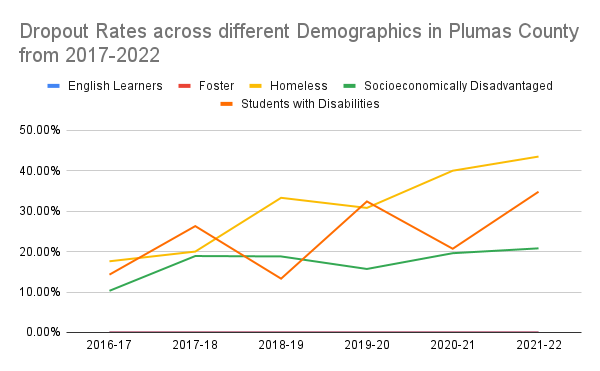 Dropout Rates across different Demographics in Plumas County
from 2017-2022
English Learners Foster Homeless Socioeconomically Disadvantaged
Students with Disabilities
50.00%
40.00%
30.00%
20.00%
10.00%
0.00%
2016-17 2017-18 2018-19 2019-20 2020-21 2021-22